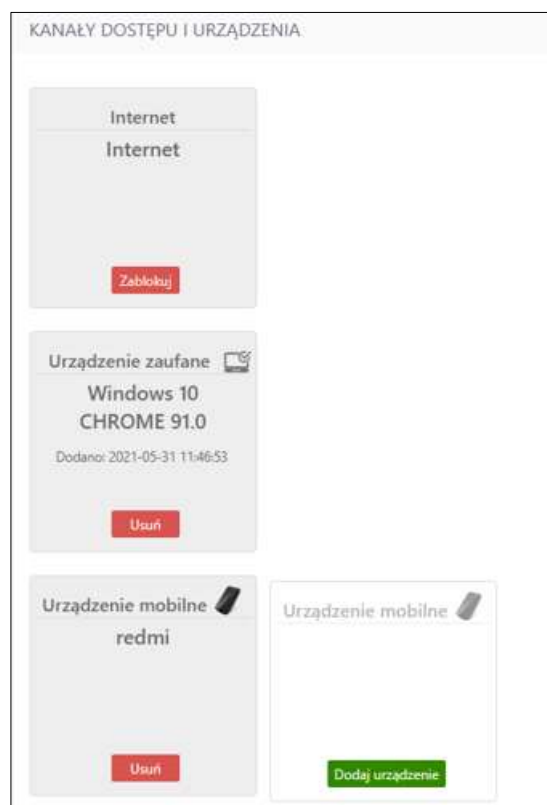 KANAŁY DOSTĘPU I URZĄDZENIA
Internet
Internet
Zablokuj
Urządzenie zaufane
Windows 10
CHROME 91.0
Dodano: 2021-05-31 11:46:53
Usuń
Urządzenie mobilne
redmi
Usuń
Urządzenie mobilne
Dodaj urządzenie